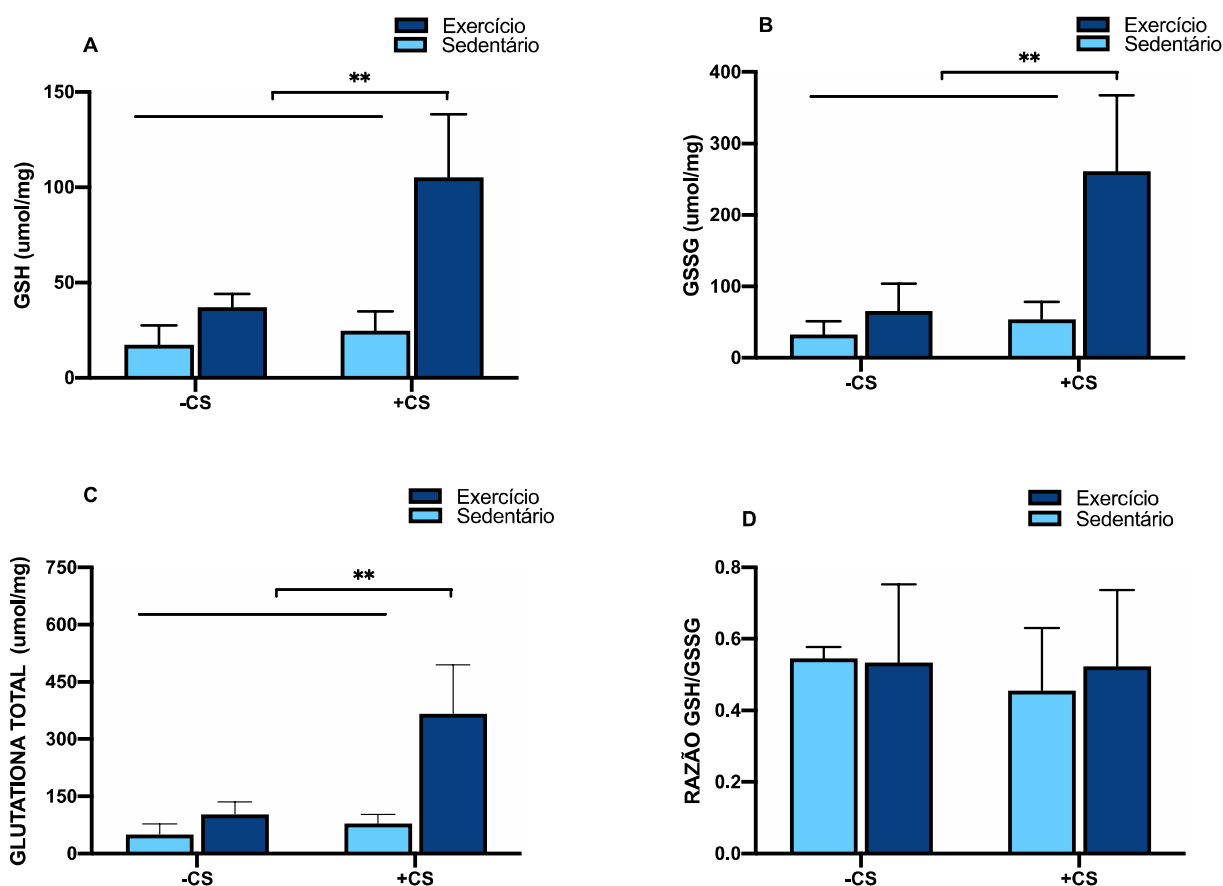 A
Exercício
Sedentário
**
GSH (umol/mg)
150
100
50
0
-CS
+CS
B
Exercício
Sedentário
**
GSSG (umol/mg)
400
300
200
100
0
-CS
+CS
C
Exercício
Sedentário
**
GLUTATIONA TOTAL (umol/mg)
750
600
450
300
150
0
-CS
+CS
D
Exercício
Sedentário
RAZÃO GSH/GSSG
0.8
0.6
0.4
0.2
0.0
-CS
+CS